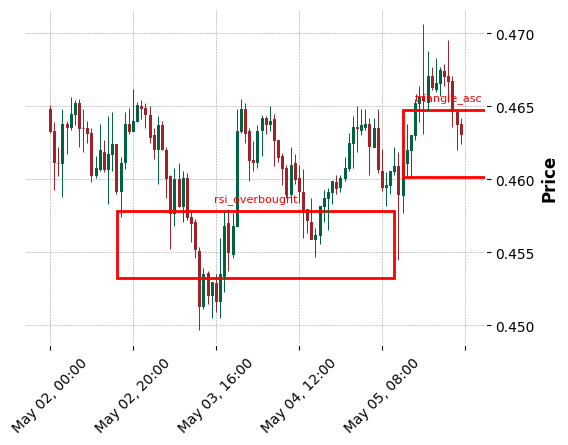 0.470
triangle_asc
0.465
rsi_overbought
0.460
Price
0.455
0.450
May 02, 00:00
May 02, 20:00
May 03, 16:00
May 04, 12:00
May 05, 08:00